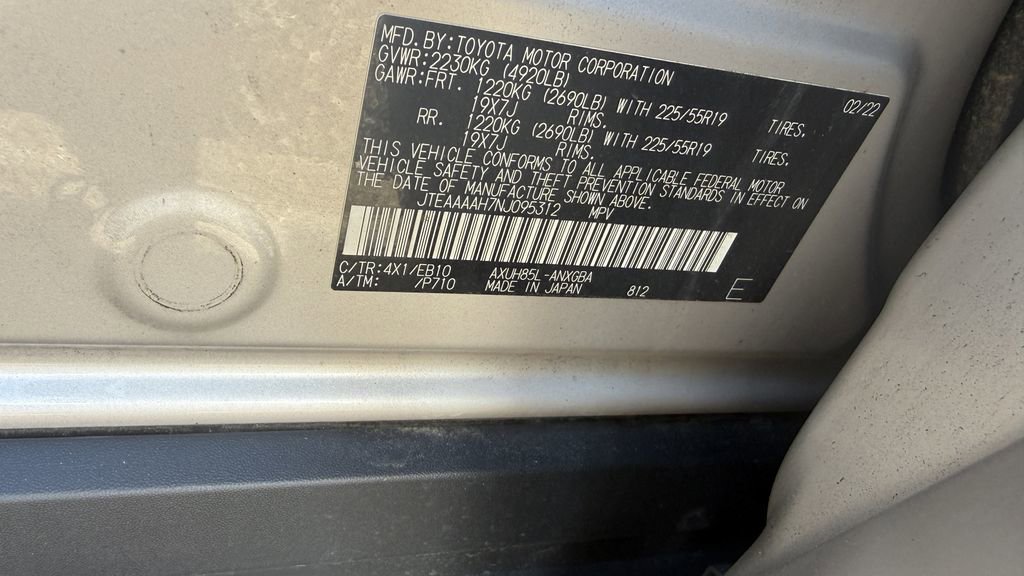 MFD. BY: TOYOTA MOTOR CORPORATION 02/22
GVWR: 2230KG (4920LB)
GAWR: FRT. 1220KG (2690LB) WITH 225/55R19 TIRES.
19X7J RIMS.
RR. 1220KG (2690LB) WITH 225/55R19 TIRES.
19X7J RIMS.
THIS VEHICLE CONFORMS TO ALL APPLICABLE FEDERAL MOTOR
VEHICLE SAFETY AND THEFT PREVENTION STANDARDS IN EFFECT ON
THE DATE OF MANUFACTURE SHOWN ABOVE.
JTEAAAAH7NJ095312 MPV
C/TR: 4X1/EB10 AXUH85L-ANXGBA
A/TM: /P710 MADE IN JAPAN 812 E